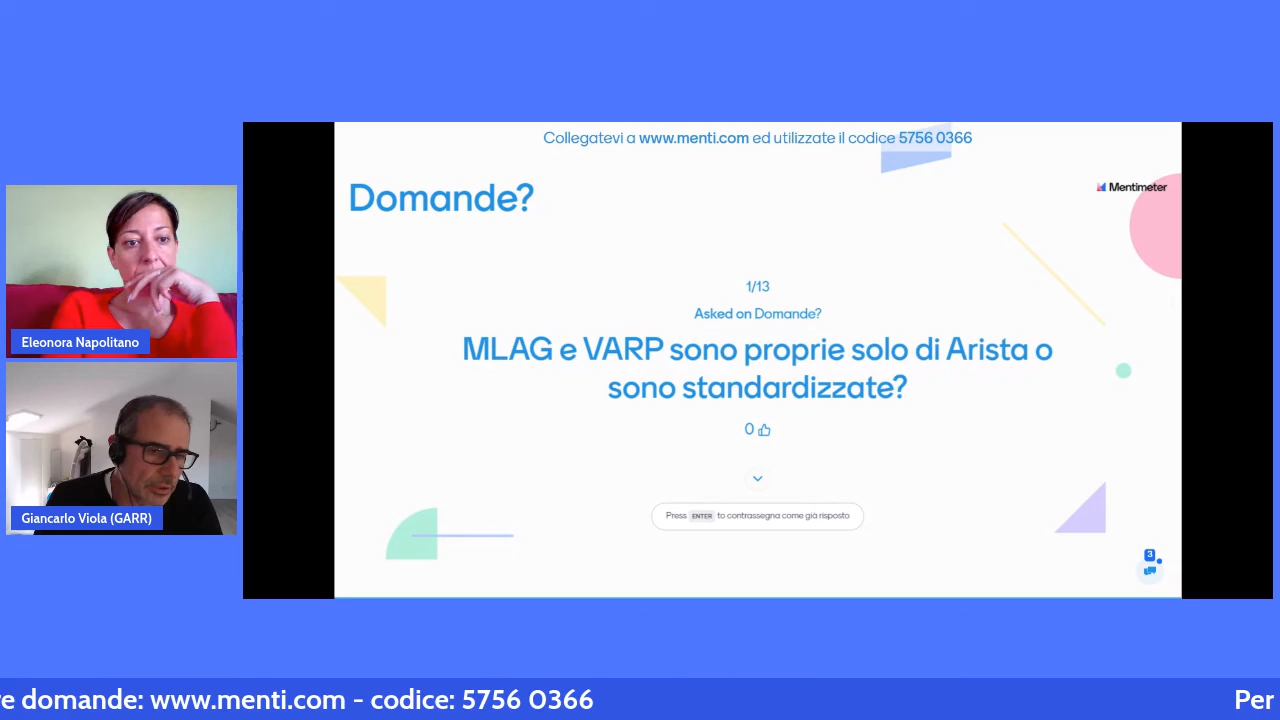 Collegatevi a www.menti.com ed utilizzate il codice 5756 0366
Mentimeter
Domande?
1/13
Asked on Domande?
MLAG e VARP sono proprie solo di Arista o
sono standardizzate?
0
Press ENTER to contrassegna come già risposto
3
Eleonora Napolitano
Giancarlo Viola (GARR)
re domande: www.menti.com - codice: 5756 0366
Per